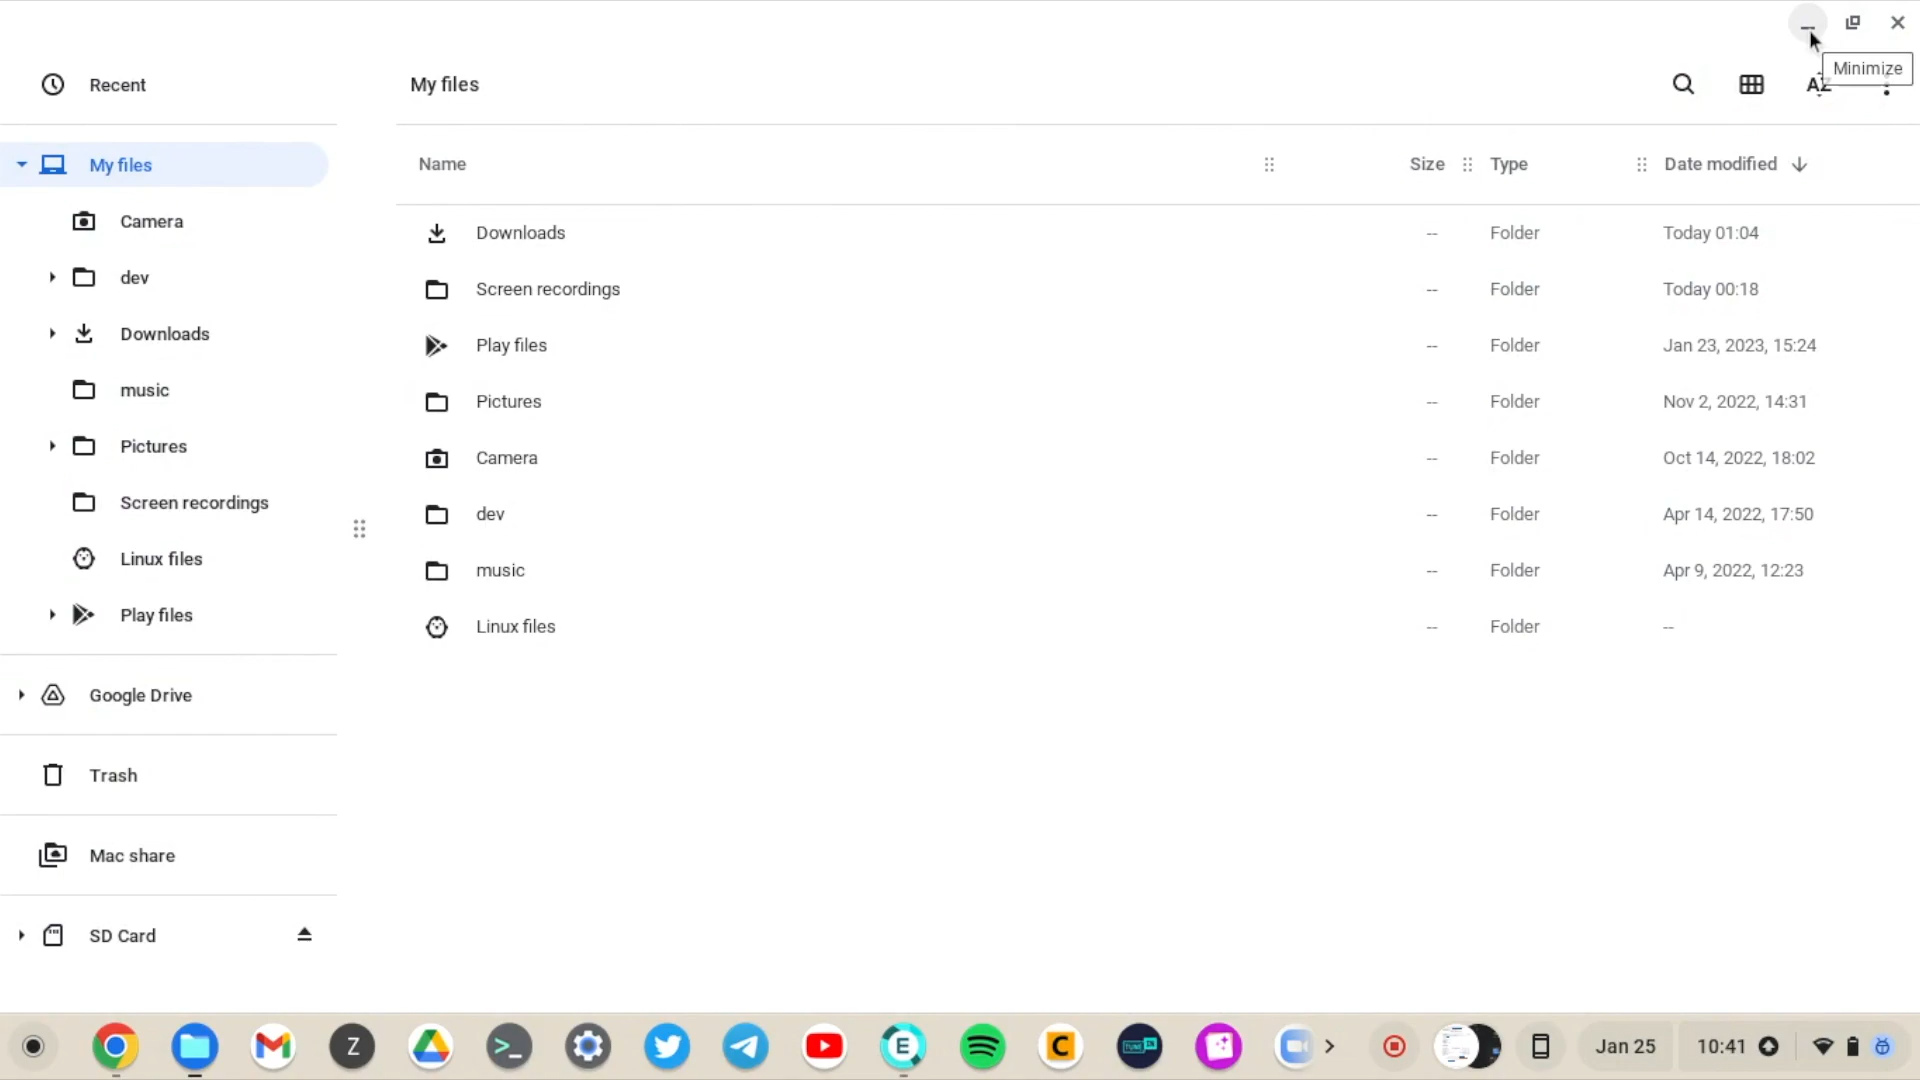 Minimize
Recent
My files
AZ
My files
Name
Size
Type
Date modified
Camera
dev
Downloads
music
Pictures
Screen recordings
Linux files
Play files
Google Drive
Trash
Mac share
SD Card
Downloads -- Folder Today 01:04
Screen recordings -- Folder Today 00:18
Play files -- Folder Jan 23, 2023, 15:24
Pictures -- Folder Nov 2, 2022, 14:31
Camera -- Folder Oct 14, 2022, 18:02
dev -- Folder Apr 14, 2022, 17:50
music -- Folder Apr 9, 2022, 12:23
Linux files -- Folder --
Z
>_
E
C
TUNE IN
Jan 25
10:41